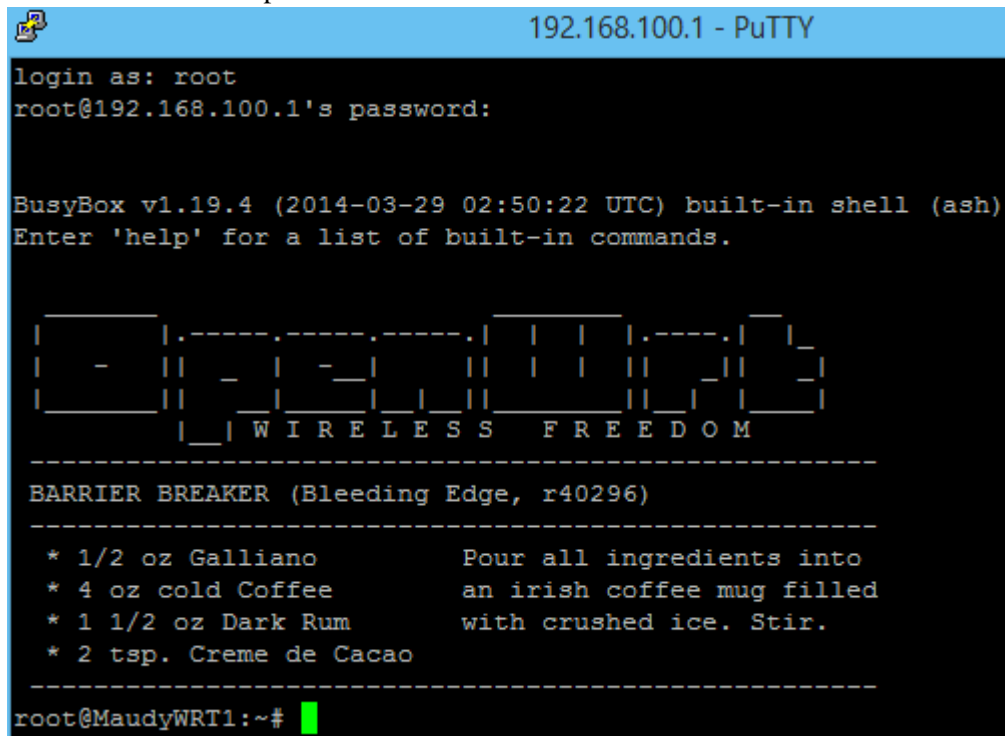 192.168.100.1 - PuTTY
login as: root
root@192.168.100.1's password:
BusyBox v1.19.4 (2014-03-29 02:50:22 UTC) built-in shell (ash)
Enter 'help' for a list of built-in commands.
OpenWrt
W I R E L E S S   F R E E D O M
BARRIER BREAKER (Bleeding Edge, r40296)
* 1/2 oz Galliano Pour all ingredients into
* 4 oz cold Coffee an irish coffee mug filled
* 1 1/2 oz Dark Rum with crushed ice. Stir.
* 2 tsp. Creme de Cacao
root@MaudyWRT1:~#